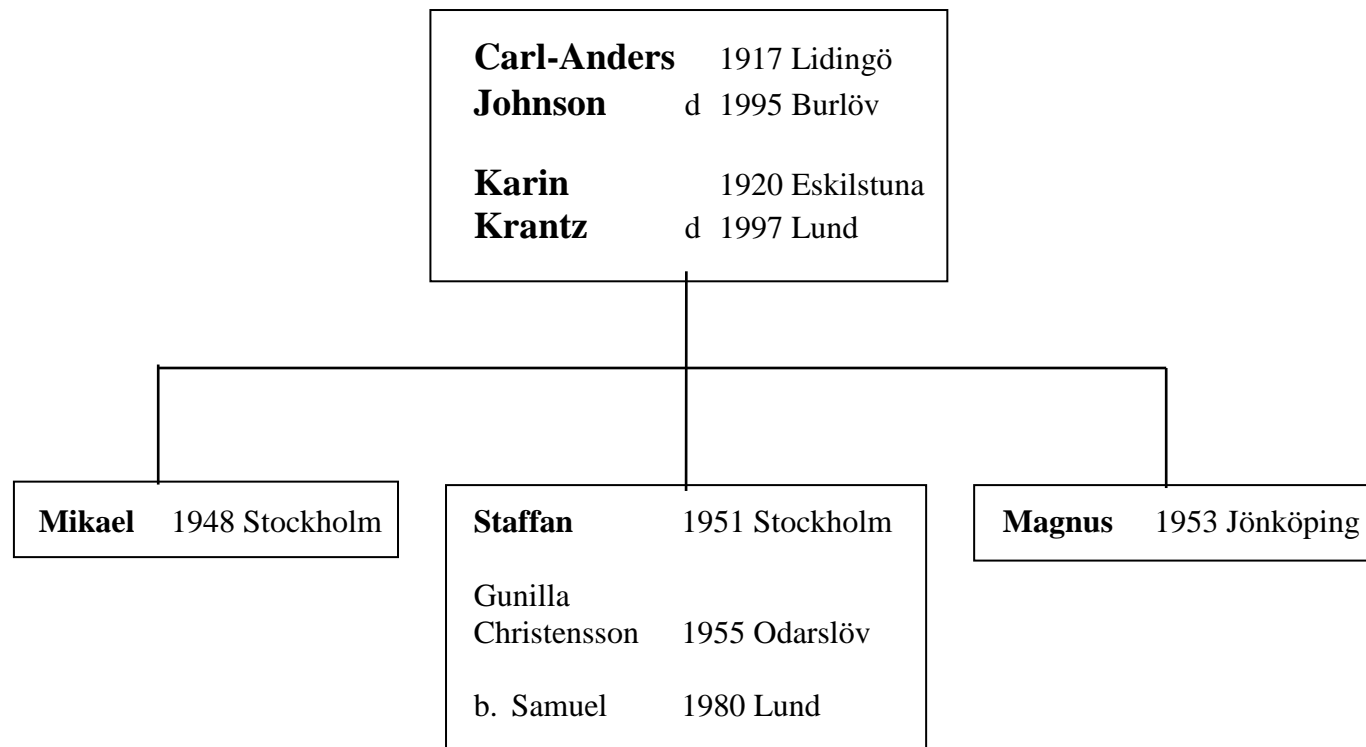 Carl-Anders 1917 Lidingö
Johnson d 1995 Burlöv
Karin 1920 Eskilstuna
Krantz d 1997 Lund
Mikael 1948 Stockholm
Staffan 1951 Stockholm
Gunilla
Christensson 1955 Odarslöv
b. Samuel 1980 Lund
Magnus 1953 Jönköping